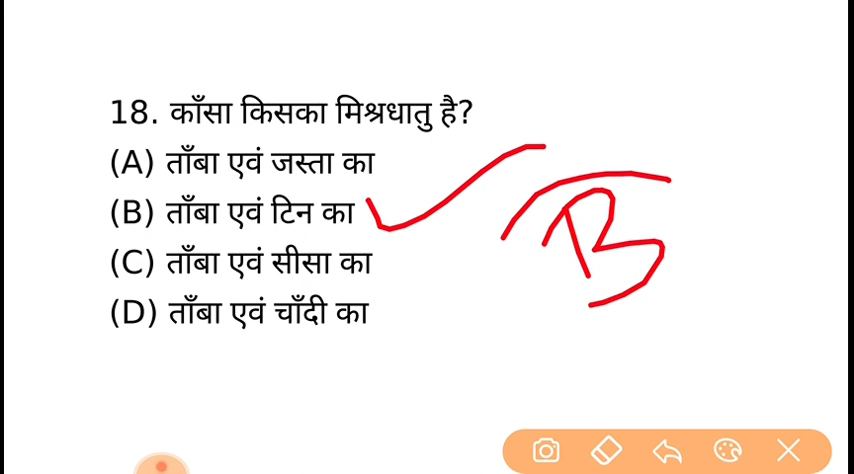 18. काँसा किसका मिश्रधातु है?
(A) ताँबा एवं जस्ता का
(B) ताँबा एवं टिन का
(C) ताँबा एवं सीसा का
(D) ताँबा एवं चाँदी का
B